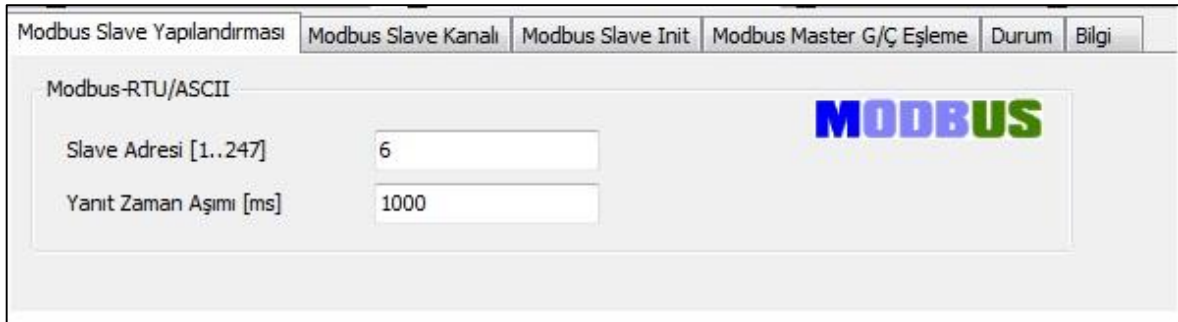 Modbus Slave Yapılandırması Modbus Slave Kanalı Modbus Slave Init Modbus Master G/Ç Eşleme Durum Bilgi
Modbus-RTU/ASCII
MODBUS
Slave Adresi [1..247] 6
Yanıt Zaman Aşımı [ms] 1000